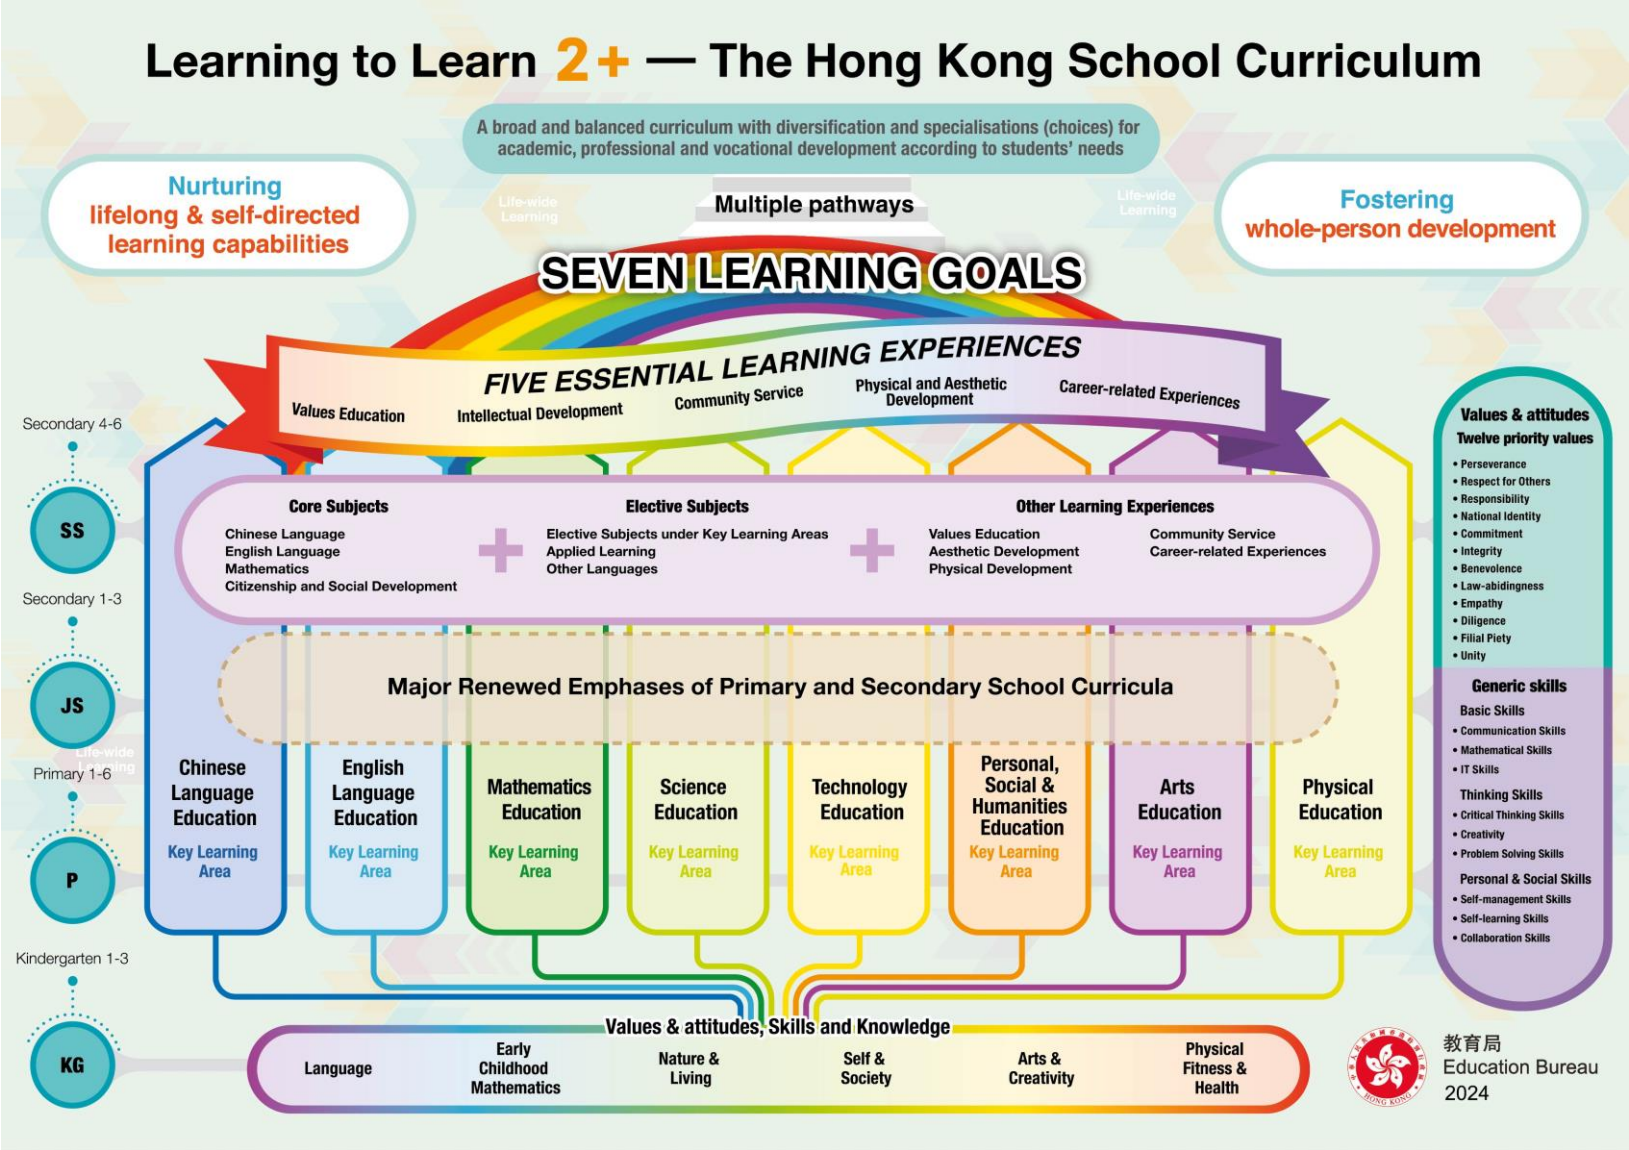 Learning to Learn 2+ — The Hong Kong School Curriculum
A broad and balanced curriculum with diversification and specialisations (choices) for
academic, professional and vocational development according to students' needs
Nurturing
lifelong & self-directed
learning capabilities
Life-wide
Learning
Multiple pathways
Life-wide
Learning
Fostering
whole-person development
SEVEN LEARNING GOALS
FIVE ESSENTIAL LEARNING EXPERIENCES
Values Education
Intellectual Development
Community Service
Physical and Aesthetic
Development
Career-related Experiences
Secondary 4-6
SS
Secondary 1-3
JS
Life-wide
Learning
Primary 1-6
P
Kindergarten 1-3
KG
Core Subjects
Chinese Language
English Language
Mathematics
Citizenship and Social Development
+
Elective Subjects
Elective Subjects under Key Learning Areas
Applied Learning
Other Languages
+
Other Learning Experiences
Values Education
Aesthetic Development
Physical Development
Community Service
Career-related Experiences
Major Renewed Emphases of Primary and Secondary School Curricula
Chinese
Language
Education
Key Learning
Area
English
Language
Education
Key Learning
Area
Mathematics
Education
Key Learning
Area
Science
Education
Key Learning
Area
Technology
Education
Key Learning
Area
Personal,
Social &
Humanities
Education
Key Learning
Area
Arts
Education
Key Learning
Area
Physical
Education
Key Learning
Area
Values & attitudes
Twelve priority values
• Perseverance
• Respect for Others
• Responsibility
• National Identity
• Commitment
• Integrity
• Benevolence
• Law-abidingness
• Empathy
• Diligence
• Filial Piety
• Unity
Generic skills
Basic Skills
• Communication Skills
• Mathematical Skills
• IT Skills
Thinking Skills
• Critical Thinking Skills
• Creativity
• Problem Solving Skills
Personal & Social Skills
• Self-management Skills
• Self-learning Skills
• Collaboration Skills
Values & attitudes, Skills and Knowledge
Language
Early
Childhood
Mathematics
Nature &
Living
Self &
Society
Arts &
Creativity
Physical
Fitness &
Health
HONG KONG
教育局
Education Bureau
2024